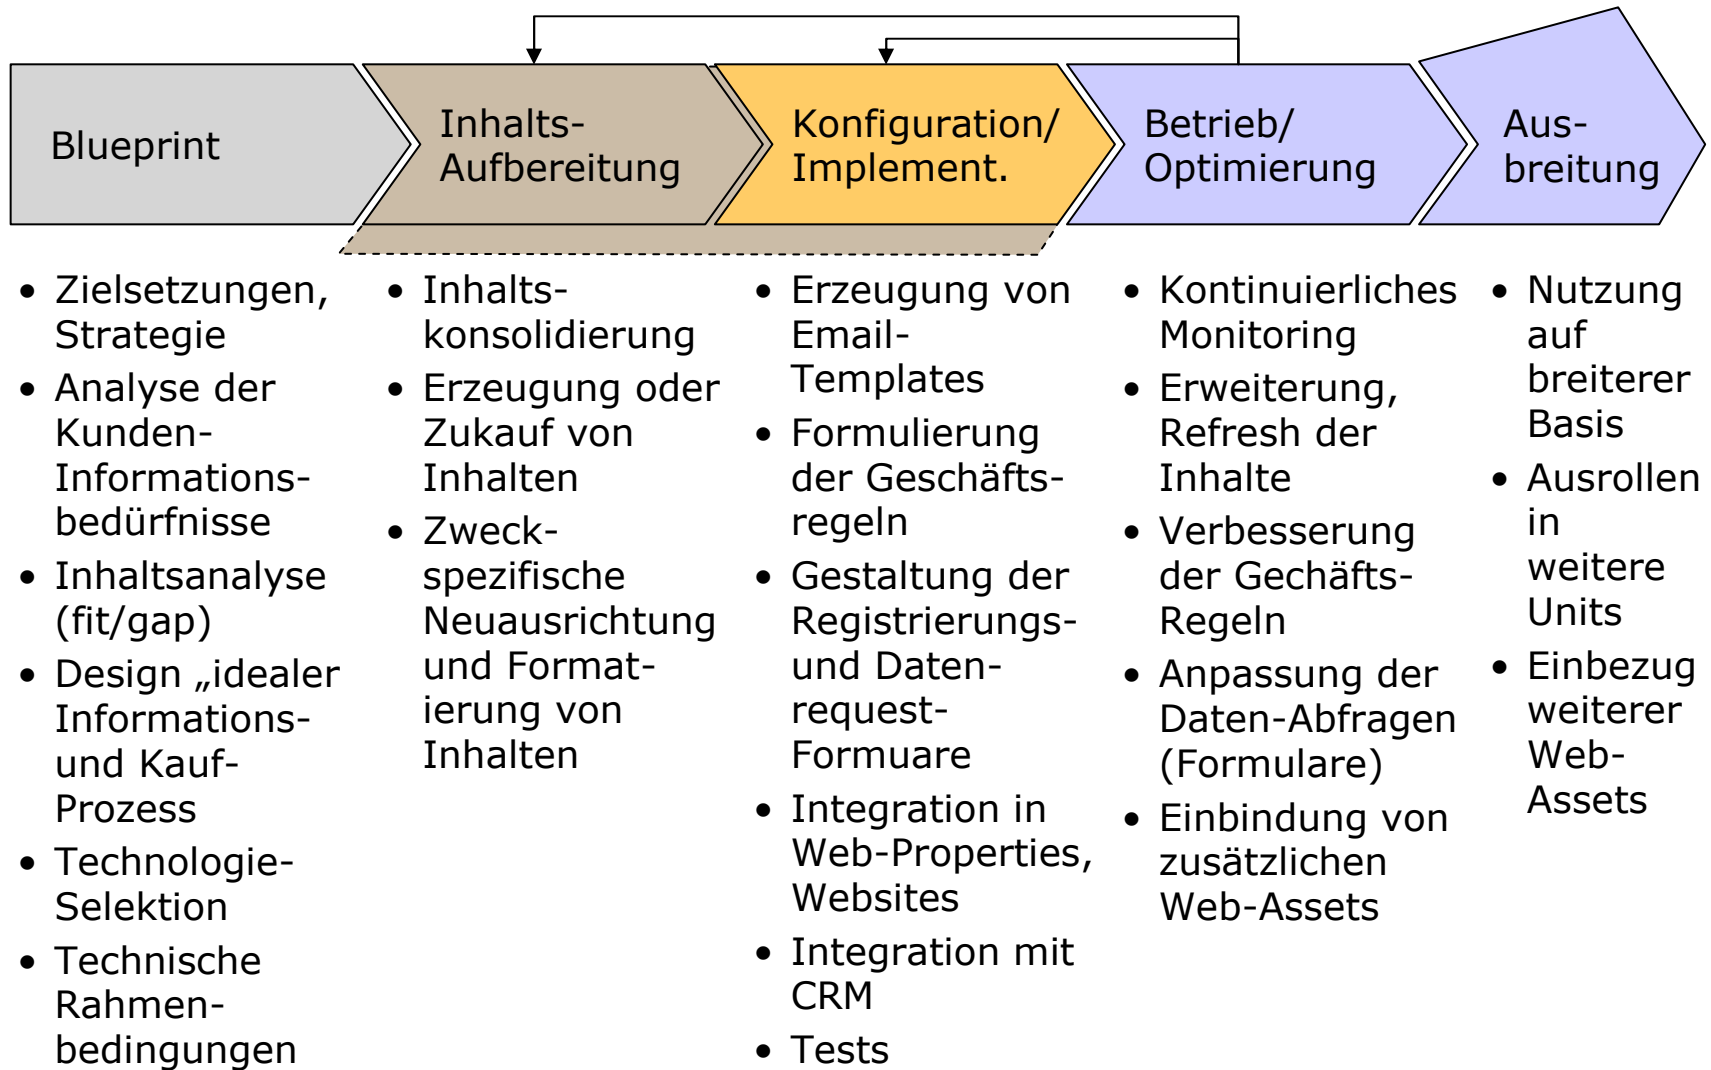 Blueprint
Inhalts-
Aufbereitung
Konfiguration/
Implement.
Betrieb/
Optimierung
Aus-
breitung
• Zielsetzungen,
Strategie
• Analyse der
Kunden-
Informations-
bedürfnisse
• Inhaltsanalyse
(fit/gap)
• Design „idealer
Informations-
und Kauf-
Prozess
• Technologie-
Selektion
• Technische
Rahmen-
bedingungen
• Inhalts-
konsolidierung
• Erzeugung oder
Zukauf von
Inhalten
• Zweck-
spezifische
Neuausrichtung
und Format-
ierung von
Inhalten
• Erzeugung von
Email-
Templates
• Formulierung
der Geschäfts-
regeln
• Gestaltung der
Registrierungs-
und Daten-
request-
Formuare
• Integration in
Web-Properties,
Websites
• Integration mit
CRM
• Tests
• Kontinuierliches
Monitoring
• Erweiterung,
Refresh der
Inhalte
• Verbesserung
der Gechäfts-
Regeln
• Anpassung der
Daten-Abfragen
(Formulare)
• Einbindung von
zusätzlichen
Web-Assets
• Nutzung
auf
breiterer
Basis
• Ausrollen
in
weitere
Units
• Einbezug
weiterer
Web-
Assets